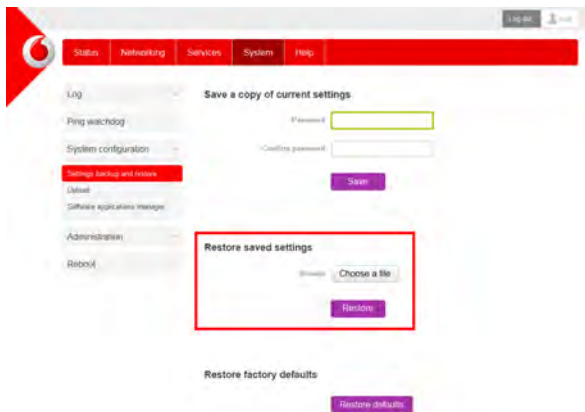 Log out
root
Status Networking Services System Help
Log
Save a copy of current settings
Ping watchdog
Password
System configuration
Confirm password
Settings backup and restore
Save
Upload
Software applications manager
Administration
Restore saved settings
Reboot
Browse Choose a file
Restore
Restore factory defaults
Restore defaults